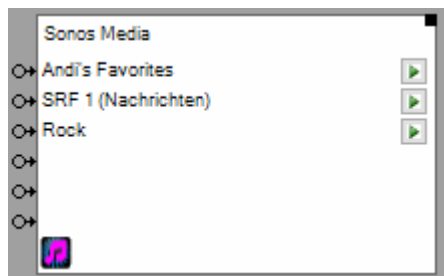 Sonos Media
Andi's Favorites
SRF 1 (Nachrichten)
Rock